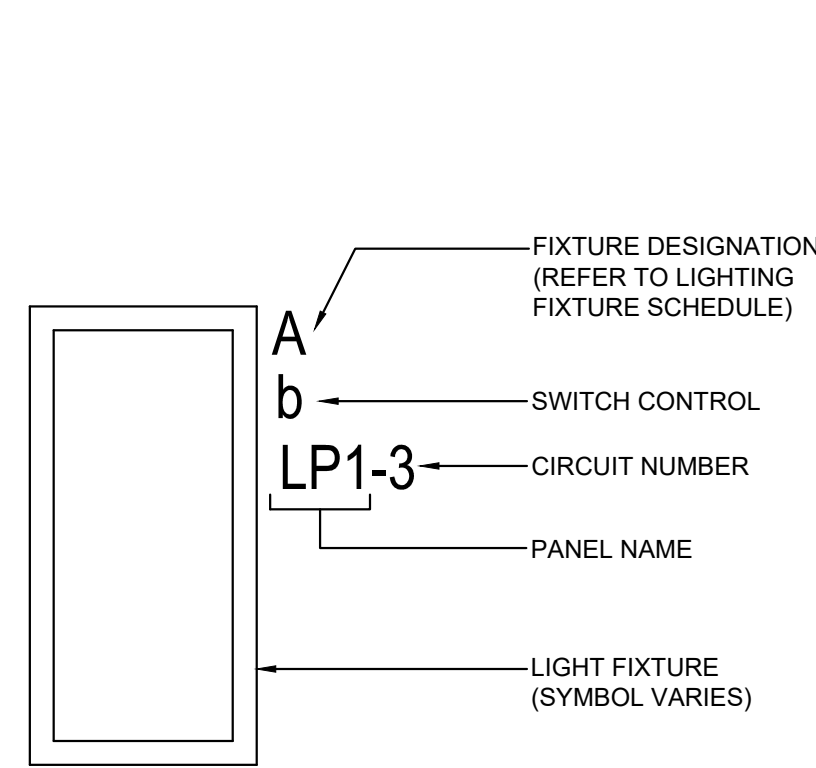 FIXTURE DESIGNATION
(REFER TO LIGHTING
FIXTURE SCHEDULE)
A
b
SWITCH CONTROL
LP1-3
CIRCUIT NUMBER
PANEL NAME
LIGHT FIXTURE
(SYMBOL VARIES)